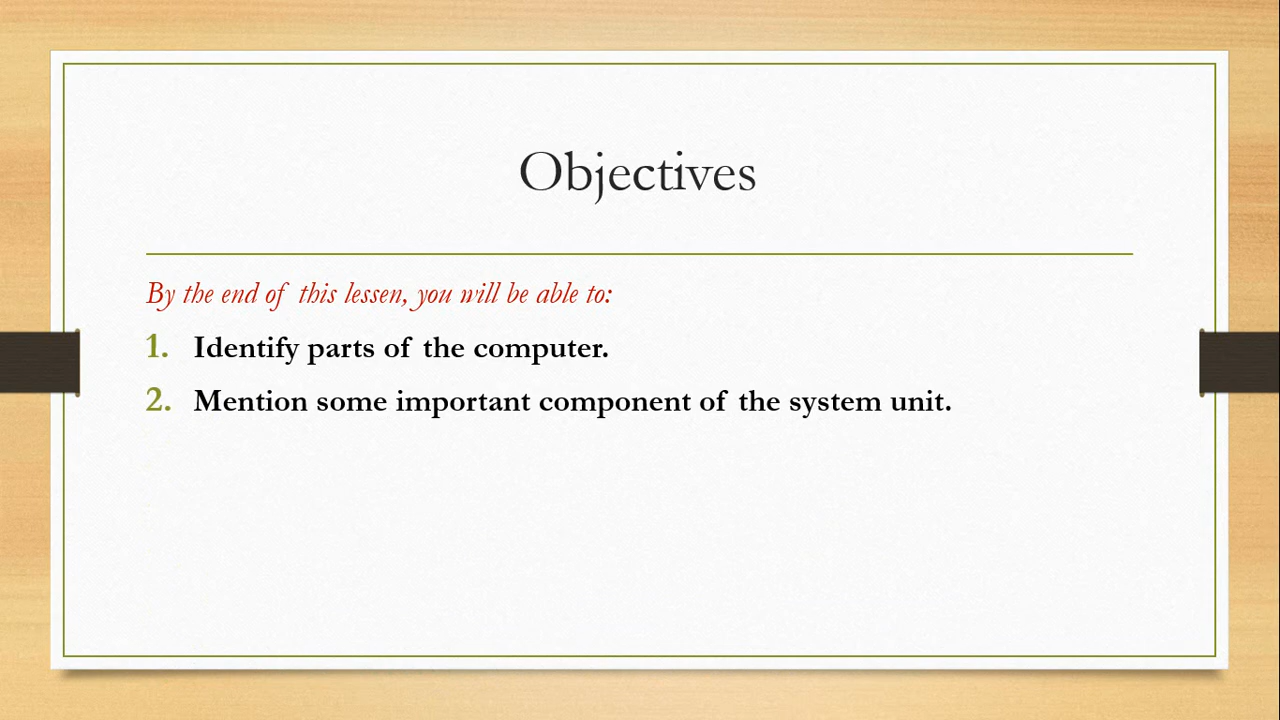 Objectives
By the end of this lessen, you will be able to:
1. Identify parts of the computer.
2. Mention some important component of the system unit.